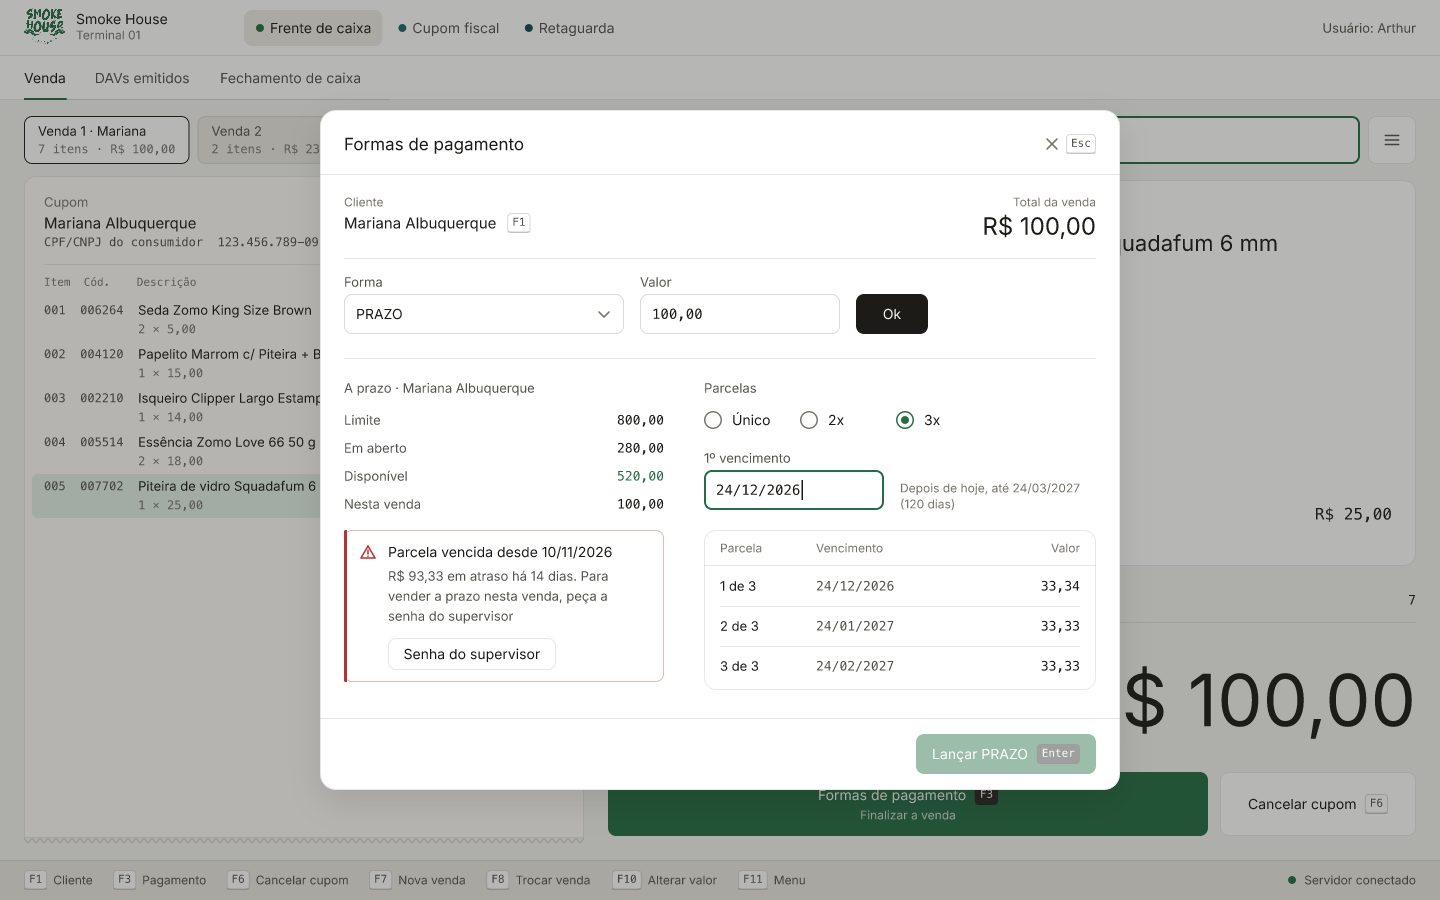 SMOKE
HOUSE
Smoke House
Terminal 01
Frente de caixa
Cupom fiscal
Retaguarda
Usuário: Arthur
Venda
DAVs emitidos
Fechamento de caixa
Venda 1 · Mariana
7 itens · R$ 100,00
Venda 2
2 itens · R$ 23
Cupom
Mariana Albuquerque
CPF/CNPJ do consumidor 123.456.789-09
Item Cód. Descrição
001 006264 Seda Zomo King Size Brown
2 × 5,00
002 004120 Papelito Marrom c/ Piteira + B
1 × 15,00
003 002210 Isqueiro Clipper Largo Estamp
1 × 14,00
004 005514 Essência Zomo Love 66 50 g
2 × 18,00
005 007702 Piteira de vidro Squadafum 6
1 × 25,00
Formas de pagamento
Esc
Cliente
Mariana Albuquerque F1
Total da venda
R$ 100,00
Forma
PRAZO
Valor
100,00
Ok
A prazo · Mariana Albuquerque
Limite 800,00
Em aberto 280,00
Disponível 520,00
Nesta venda 100,00
Parcela vencida desde 10/11/2026
R$ 93,33 em atraso há 14 dias. Para
vender a prazo nesta venda, peça a
senha do supervisor
Senha do supervisor
Parcelas
Único 2x 3x
1º vencimento
24/12/2026
Depois de hoje, até 24/03/2027
(120 dias)
Parcela Vencimento Valor
1 de 3 24/12/2026 33,34
2 de 3 24/01/2027 33,33
3 de 3 24/02/2027 33,33
Lançar PRAZO Enter
uadafum 6 mm
R$ 25,00
7
$ 100,00
Formas de pagamento F3
Finalizar a venda
Cancelar cupom F6
F1 Cliente
F3 Pagamento
F6 Cancelar cupom
F7 Nova venda
F8 Trocar venda
F10 Alterar valor
F11 Menu
Servidor conectado